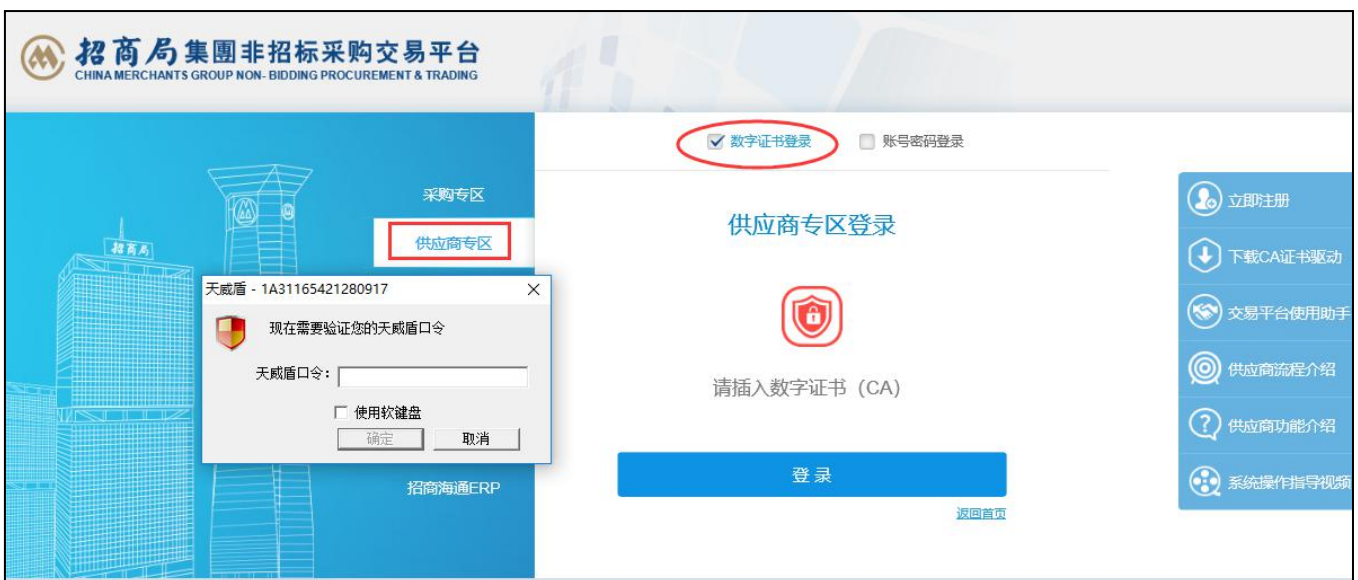 招商局集團非招标采购交易平台
CHINA MERCHANTS GROUP NON- BIDDING PROCUREMENT & TRADING
数字证书登录
账号密码登录
采购专区
供应商专区
招商局
招商海通ERP
天威盾 - 1A31165421280917
现在需要验证您的天威盾口令
天威盾口令：
使用软键盘
确定
取消
供应商专区登录
请插入数字证书（CA）
登录
返回首页
立即注册
下载CA证书驱动
交易平台使用助手
供应商流程介绍
供应商功能介绍
系统操作指导视频